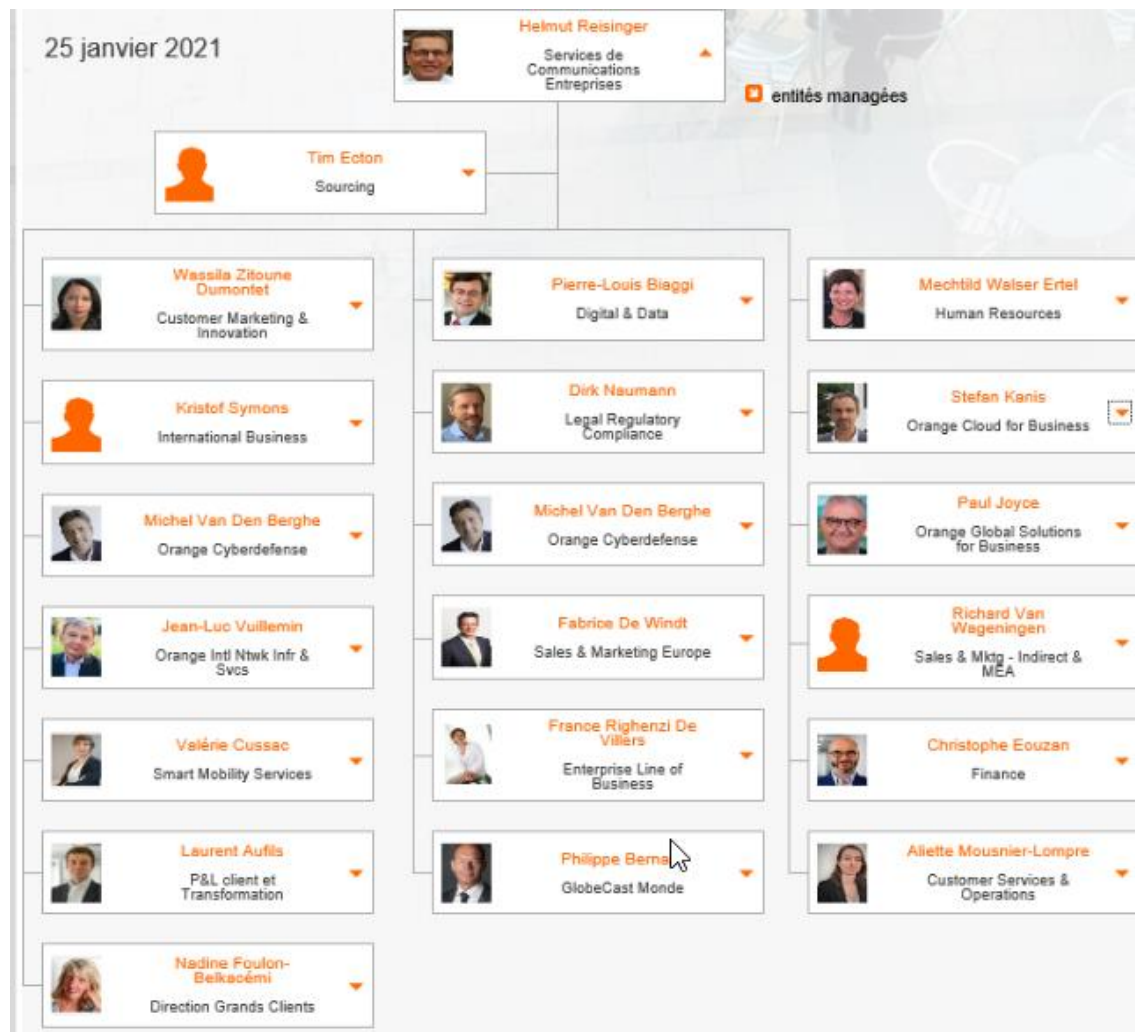 25 janvier 2021
Helmut Reisinger
Services de
Communications
Entreprises
entités managées
Tim Ecton
Sourcing
Wassila Zitoune
Dumontet
Customer Marketing &
Innovation
Kristof Symons
International Business
Michel Van Den Berghe
Orange Cyberdefense
Jean-Luc Vuillemin
Orange Intl Ntwk Infr &
Svcs
Valérie Cussac
Smart Mobility Services
Laurent Aufils
P&L client et
Transformation
Nadine Foulon-
Belkacémi
Direction Grands Clients
Pierre-Louis Biaggi
Digital & Data
Dirk Naumann
Legal Regulatory
Compliance
Michel Van Den Berghe
Orange Cyberdefense
Fabrice De Windt
Sales & Marketing Europe
France Righenzi De
Villers
Enterprise Line of
Business
Philippe Berna
GlobeCast Monde
Mechtild Walser Ertel
Human Resources
Stefan Kanis
Orange Cloud for Business
Paul Joyce
Orange Global Solutions
for Business
Richard Van
Wageningen
Sales & Mktg - Indirect &
MEA
Christophe Eouzan
Finance
Aliette Mousnier-Lompre
Customer Services &
Operations